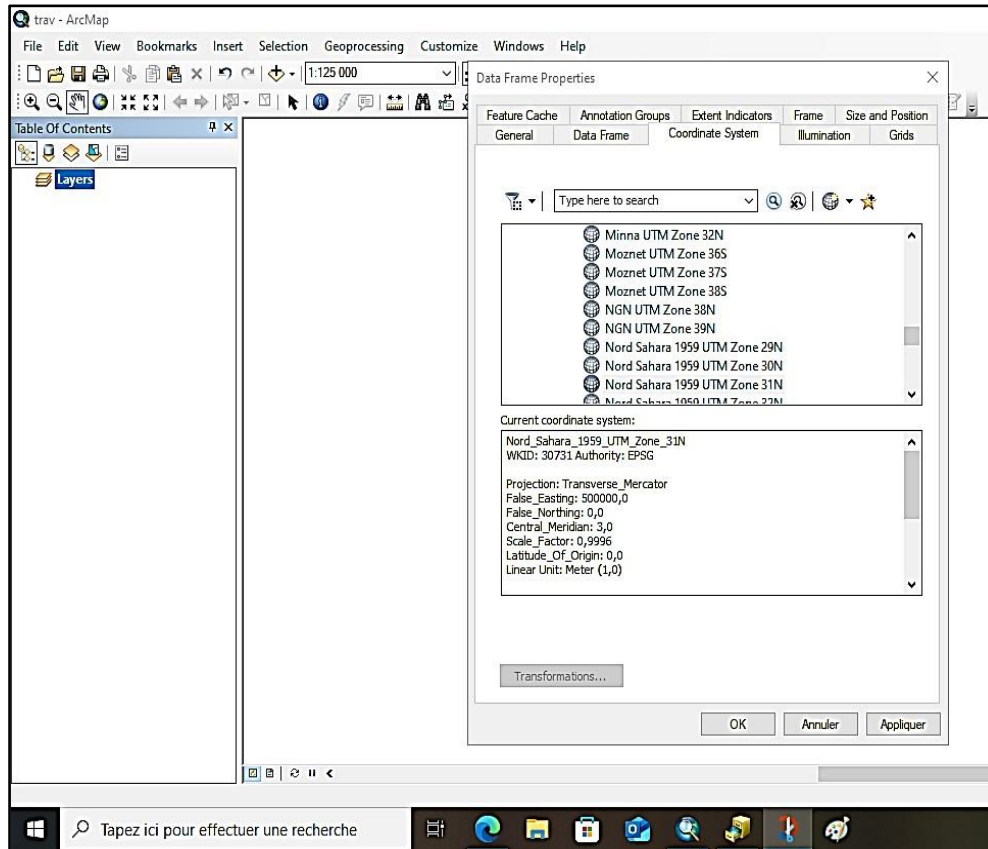 trav - ArcMap
File Edit View Bookmarks Insert Selection Geoprocessing Customize Windows Help
1:125 000
Table Of Contents
Layers
Data Frame Properties
Feature Cache Annotation Groups Extent Indicators Frame Size and Position
General Data Frame Coordinate System Illumination Grids
Type here to search
Minna UTM Zone 32N
Moznet UTM Zone 36S
Moznet UTM Zone 37S
Moznet UTM Zone 38S
NGN UTM Zone 38N
NGN UTM Zone 39N
Nord Sahara 1959 UTM Zone 29N
Nord Sahara 1959 UTM Zone 30N
Nord Sahara 1959 UTM Zone 31N
Nord Sahara 1959 UTM Zone 32N
Current coordinate system:
Nord_Sahara_1959_UTM_Zone_31N
WKID: 30731 Authority: EPSG
Projection: Transverse_Mercator
False_Easting: 500000,0
False_Northing: 0,0
Central_Meridian: 3,0
Scale_Factor: 0,9996
Latitude_Of_Origin: 0,0
Linear Unit: Meter (1,0)
Transformations...
OK Annuler Appliquer
Tapez ici pour effectuer une recherche